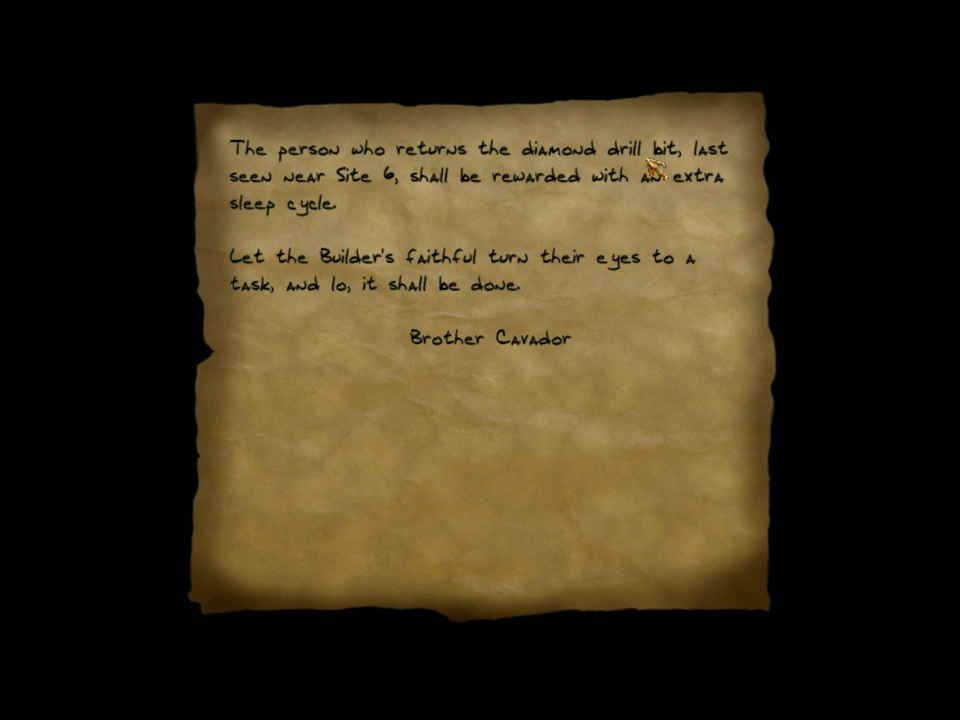 The person who returns the diamond drill bit, last
seen near Site 6, shall be rewarded with an extra
sleep cycle.
Let the Builder's faithful turn their eyes to a
task, and lo, it shall be done.
Brother Cavador